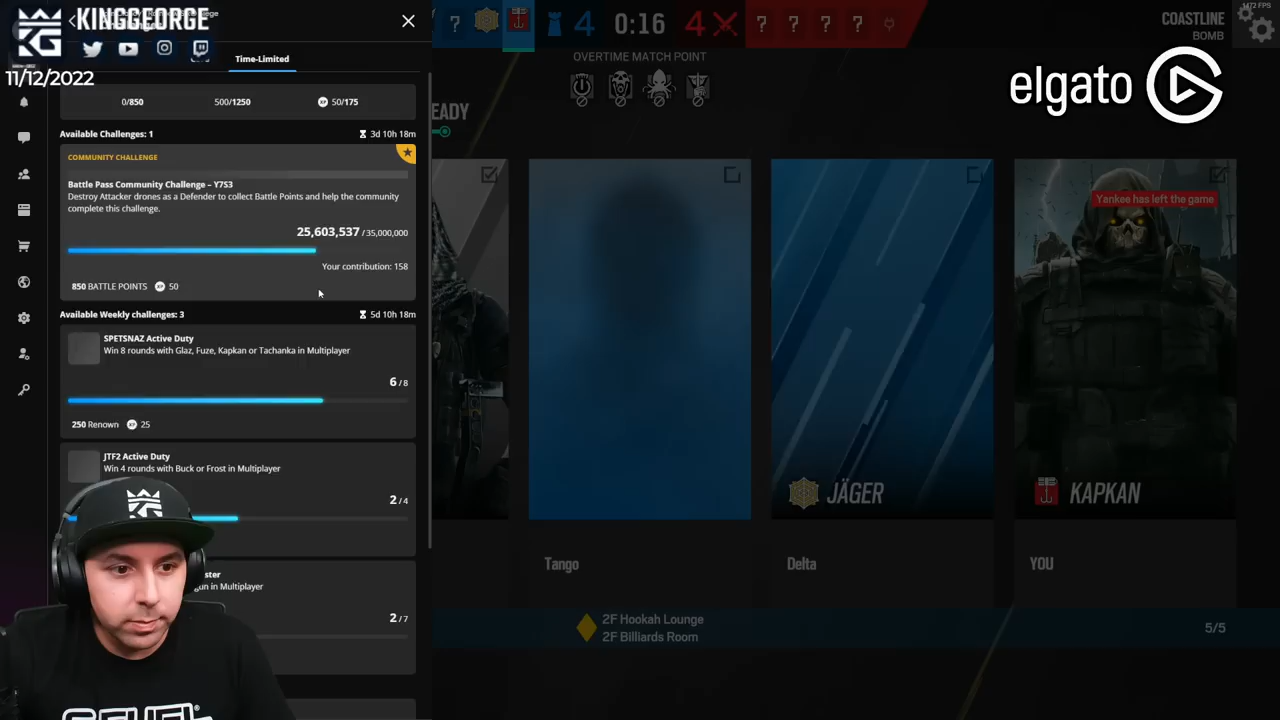 KINGGEORGE
11/12/2022
Time-Limited
0/850
500/1250
50/175
Available Challenges: 1
3d 10h 18m
COMMUNITY CHALLENGE
Battle Pass Community Challenge – Y7S3
Destroy Attacker drones as a Defender to collect Battle Points and help the community
complete this challenge.
25,603,537 / 35,000,000
Your contribution: 158
850 BATTLE POINTS
50
Available Weekly challenges: 3
5d 10h 18m
SPETSNAZ Active Duty
Win 8 rounds with Glaz, Fuze, Kapkan or Tachanka in Multiplayer
6 / 8
250 Renown
25
JTF2 Active Duty
Win 4 rounds with Buck or Frost in Multiplayer
2 / 4
in Multiplayer
2 / 7
? 4 0:16 4 ? ? ? ?
OVERTIME MATCH POINT
COASTLINE
BOMB
elgato
Yankee has left the game
JÄGER
KAPKAN
Tango
Delta
YOU
2F Hookah Lounge
2F Billiards Room
5/5